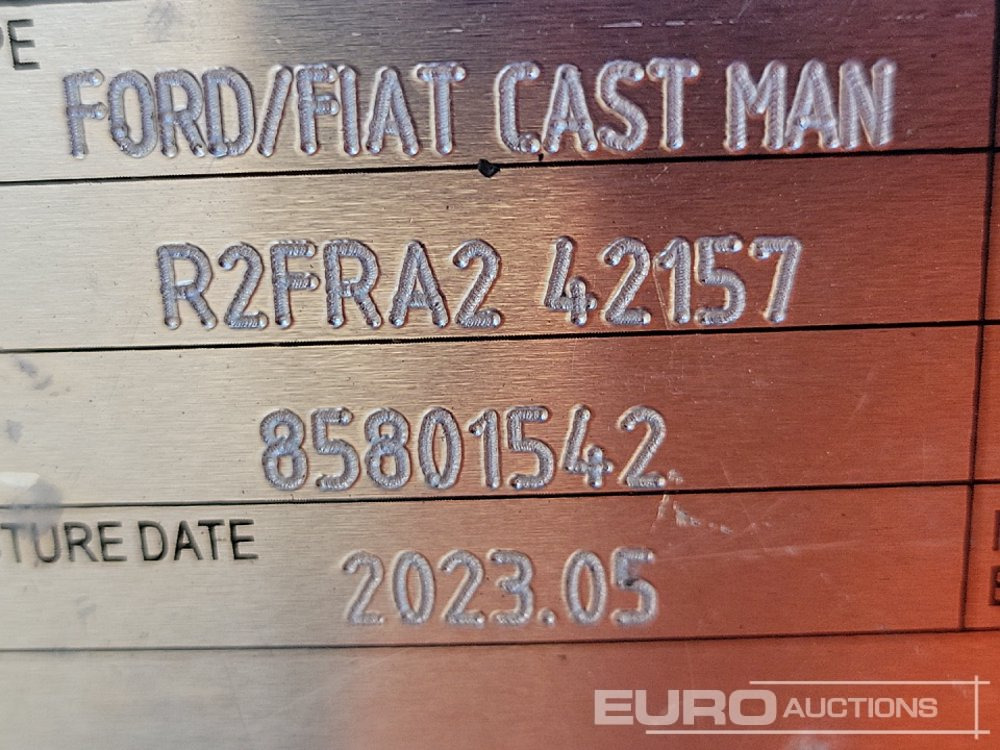 PE
FORD/FIAT CAST MAN
R2FRA2 42157
85801542
TURE DATE
2023.05
EURO AUCTIONS